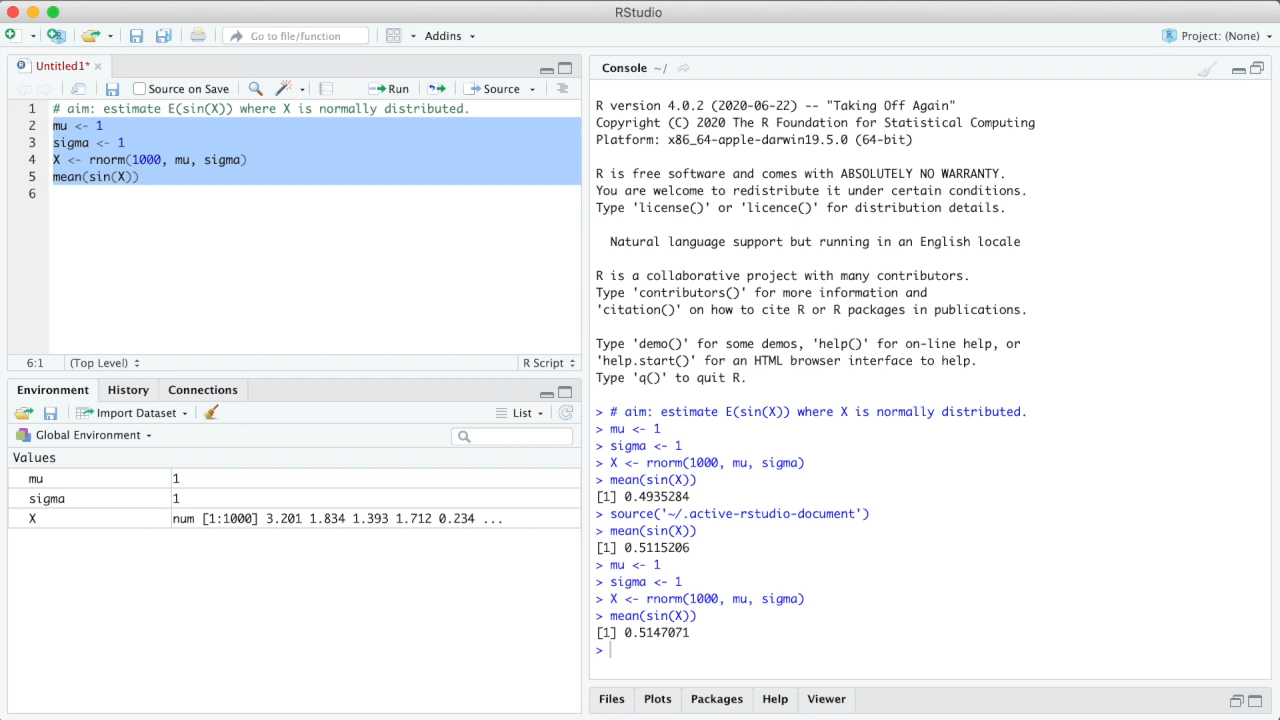 RStudio
Go to file/function
Addins
Project: (None)
Untitled1*
Source on Save
Run
Source
1 # aim: estimate E(sin(X)) where X is normally distributed.
2 mu <- 1
3 sigma <- 1
4 X <- rnorm(1000, mu, sigma)
5 mean(sin(X))
6
6:1 (Top Level) R Script
Environment History Connections
Import Dataset List
Global Environment
Values
mu 1
sigma 1
X num [1:1000] 3.201 1.834 1.393 1.712 0.234 ...
Console ~/
R version 4.0.2 (2020-06-22) -- "Taking Off Again"
Copyright (C) 2020 The R Foundation for Statistical Computing
Platform: x86_64-apple-darwin19.5.0 (64-bit)
R is free software and comes with ABSOLUTELY NO WARRANTY.
You are welcome to redistribute it under certain conditions.
Type 'license()' or 'licence()' for distribution details.
Natural language support but running in an English locale
R is a collaborative project with many contributors.
Type 'contributors()' for more information and
'citation()' on how to cite R or R packages in publications.
Type 'demo()' for some demos, 'help()' for on-line help, or
'help.start()' for an HTML browser interface to help.
Type 'q()' to quit R.
> # aim: estimate E(sin(X)) where X is normally distributed.
> mu <- 1
> sigma <- 1
> X <- rnorm(1000, mu, sigma)
> mean(sin(X))
[1] 0.4935284
> source('~/.active-rstudio-document')
> mean(sin(X))
[1] 0.5115206
> mu <- 1
> sigma <- 1
> X <- rnorm(1000, mu, sigma)
> mean(sin(X))
[1] 0.5147071
>
Files Plots Packages Help Viewer